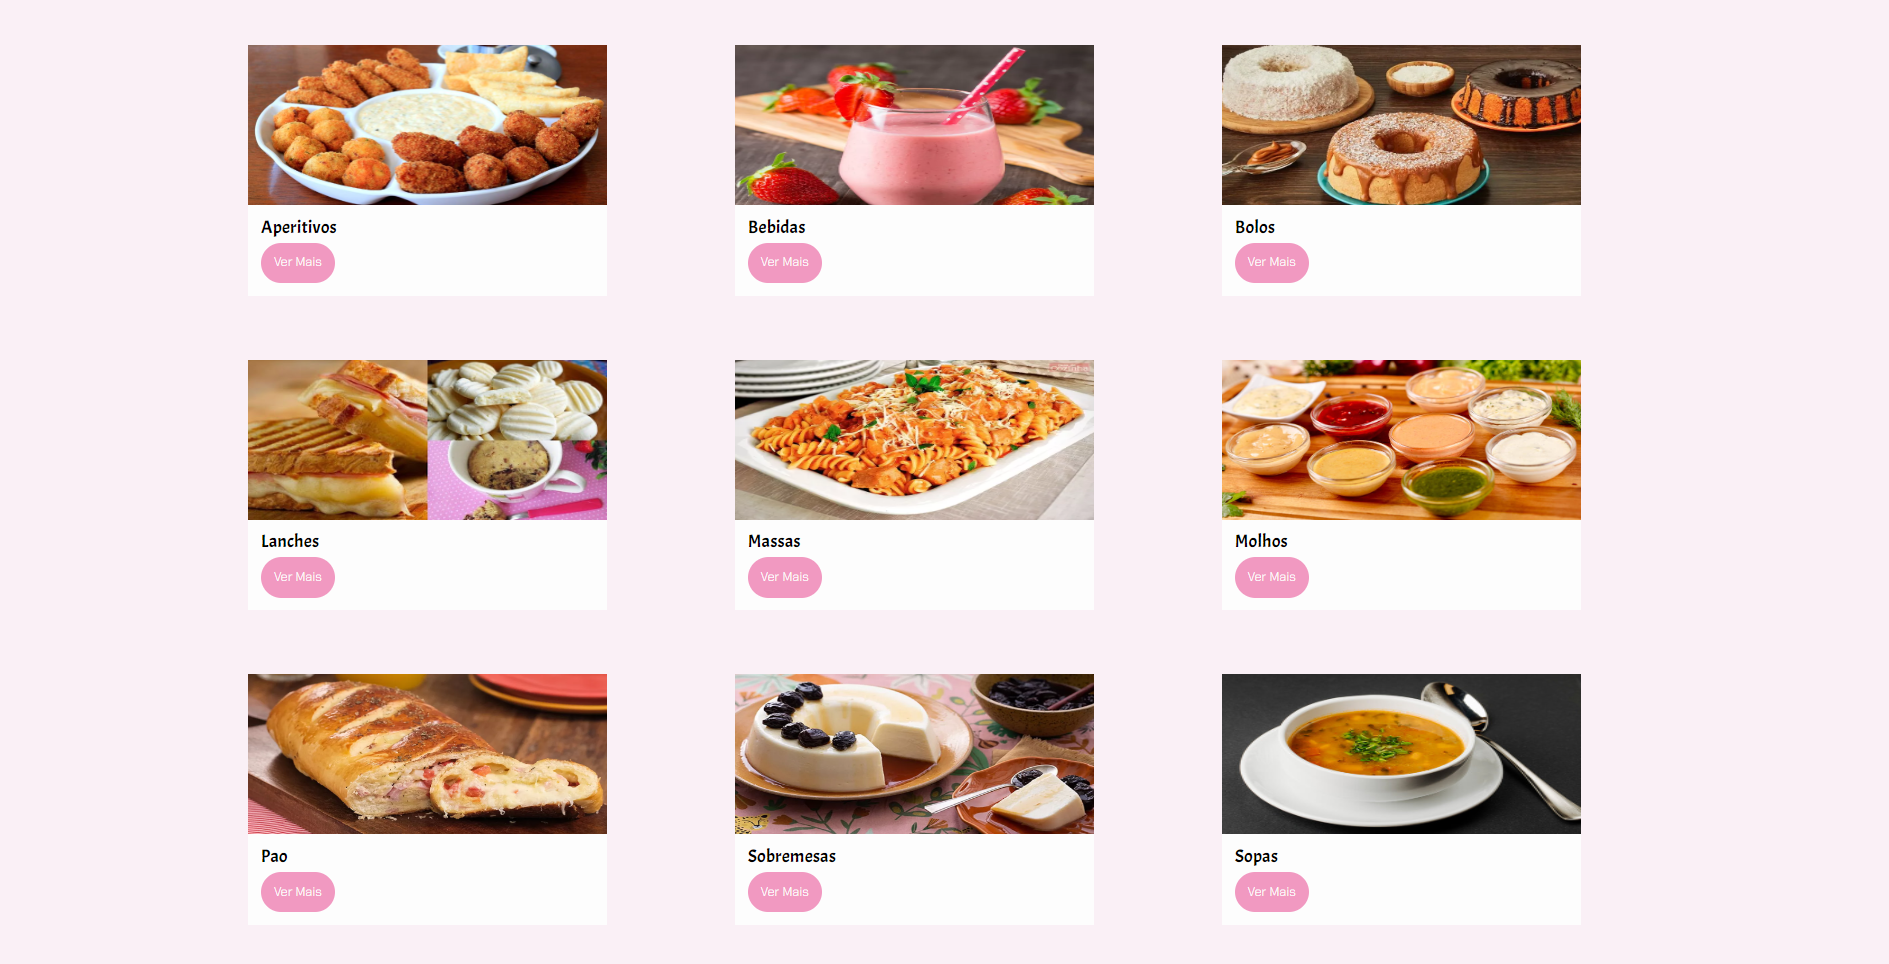 Aperitivos
Ver Mais
Bebidas
Ver Mais
Bolos
Ver Mais
Lanches
Ver Mais
Massas
Ver Mais
Molhos
Ver Mais
Pao
Ver Mais
Sobremesas
Ver Mais
Sopas
Ver Mais